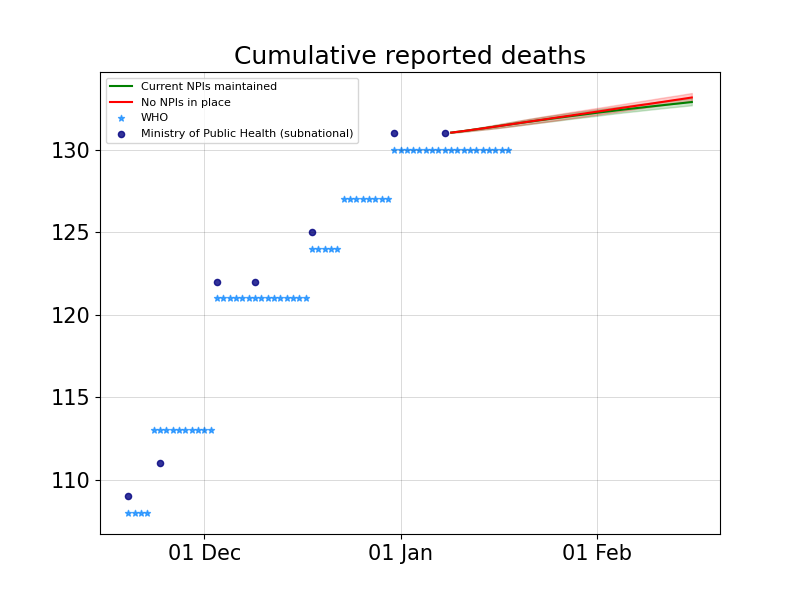 Cumulative reported deaths
Current NPIs maintained
No NPIs in place
WHO
Ministry of Public Health (subnational)
130
125
120
115
110
01 Dec
01 Jan
01 Feb